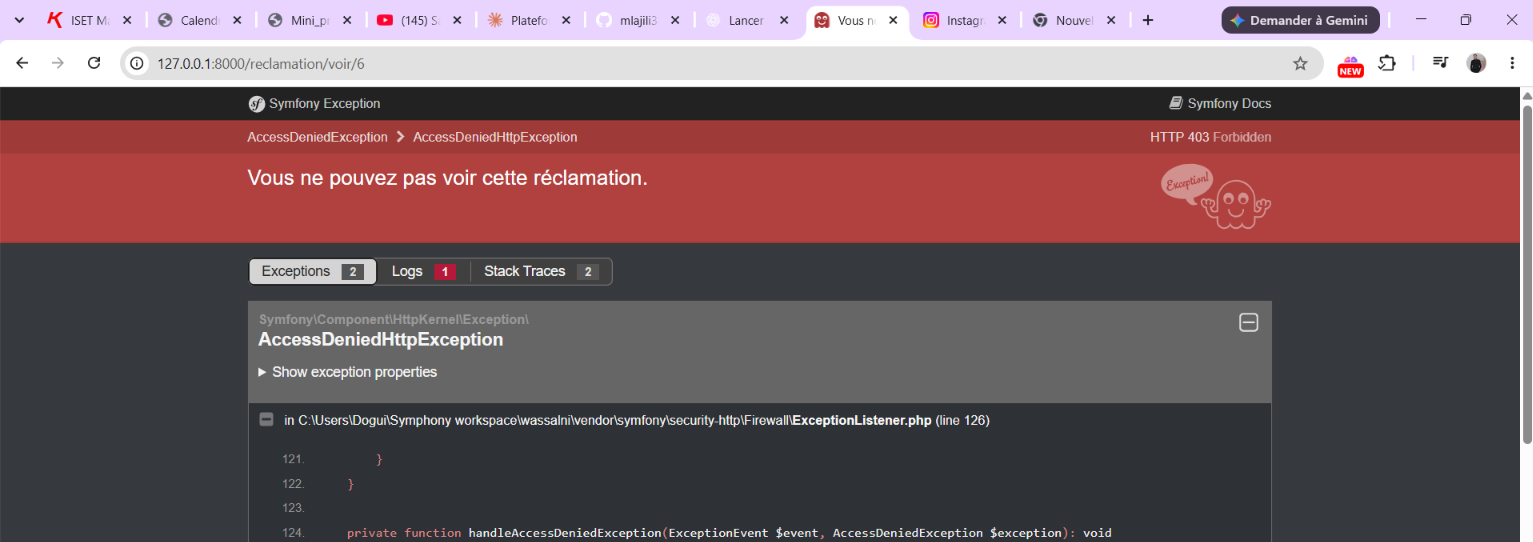 ISET M
Calend
Mini_p
(145) S
Platefo
mlajili3
Lancer
Vous n
Instagr
Nouvel
Demander à Gemini
127.0.0.1:8000/reclamation/voir/6
NEW
Symfony Exception
Symfony Docs
AccessDeniedException
AccessDeniedHttpException
HTTP 403 Forbidden
Vous ne pouvez pas voir cette réclamation.
Exception!
Exceptions 2
Logs 1
Stack Traces 2
Symfony\Component\HttpKernel\Exception\
AccessDeniedHttpException
Show exception properties
in C:\Users\Dogui\Symphony workspace\wassalni\vendor\symfony\security-http\Firewall\ExceptionListener.php (line 126)
121. }
122. }
123.
124. private function handleAccessDeniedException(ExceptionEvent $event, AccessDeniedException $exception): void